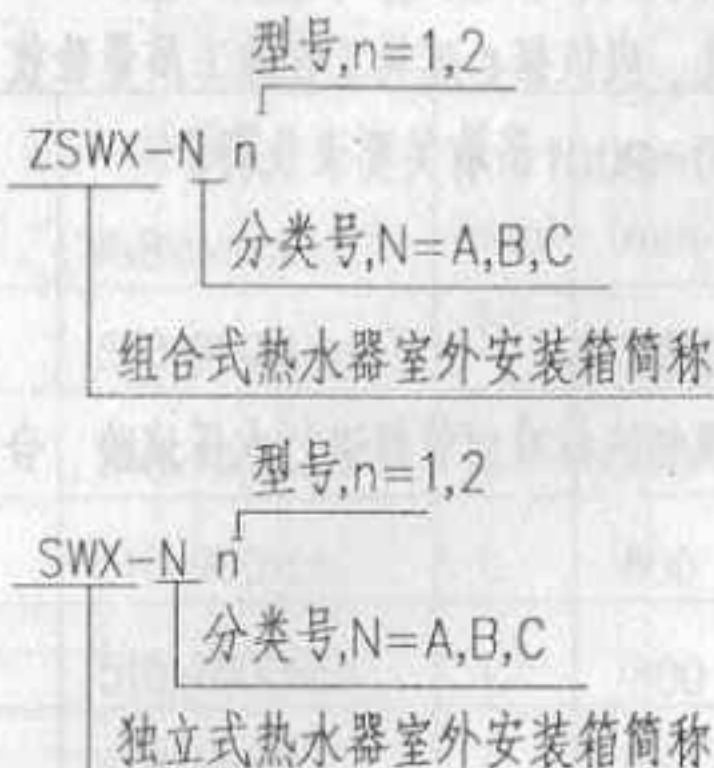 型号,n=1,2
ZSWX-N n
分类号,N=A,B,C
组合式热水器室外安装箱简称
型号,n=1,2
SWX-N n
分类号,N=A,B,C
独立式热水器室外安装箱简称